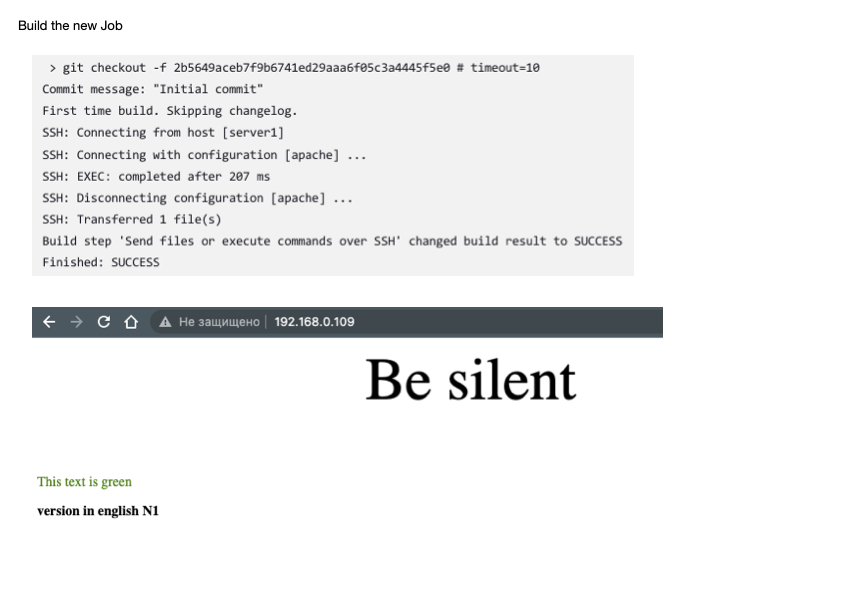 Build the new Job
> git checkout -f 2b5649aceb7f9b6741ed29aaa6f05c3a4445f5e0 # timeout=10
Commit message: "Initial commit"
First time build. Skipping changelog.
SSH: Connecting from host [server1]
SSH: Connecting with configuration [apache] ...
SSH: EXEC: completed after 207 ms
SSH: Disconnecting configuration [apache] ...
SSH: Transferred 1 file(s)
Build step 'Send files or execute commands over SSH' changed build result to SUCCESS
Finished: SUCCESS
Не защищено | 192.168.0.109
Be silent
This text is green
version in english N1